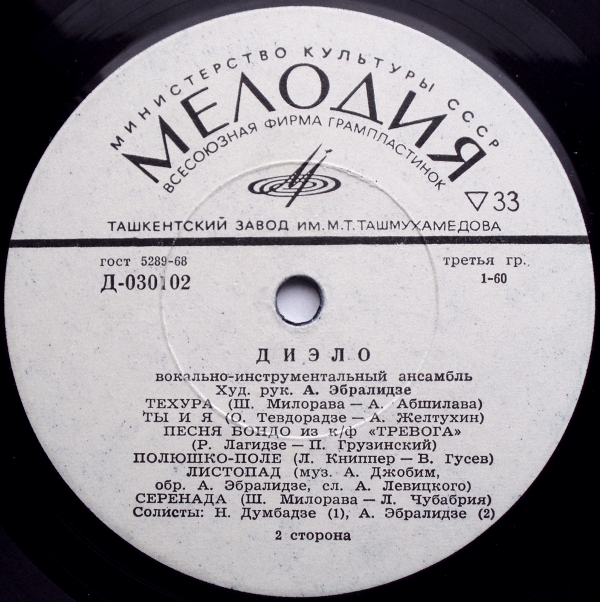 МИНИСТЕРСТВО КУЛЬТУРЫ СССР
МЕЛОДИЯ
ВСЕСОЮЗНАЯ ФИРМА ГРАМПЛАСТИНОК
▽33
ТАШКЕНТСКИЙ ЗАВОД ИМ. М.Т. ТАШМУХАМЕДОВА
гост 5289-68 третья гр.
Д-030102 1-60
ДИЭЛО
вокально-инструментальный ансамбль
Худ. рук. А. Эбралидзе
ТЕХУРА (Ш. Милорава — А. Абшилава)
ТЫ И Я (О. Тевдорадзе — А. Желтухин)
ПЕСНЯ БОНДО из к/ф «ТРЕВОГА»
(Р. Лагидзе — П. Грузинский)
ПОЛЮШКО-ПОЛЕ (Л. Книппер — В. Гусев)
ЛИСТОПАД (муз. А. Джобим,
обр. А. Эбралидзе, сл. А. Левицкого)
СЕРЕНАДА (Ш. Милорава — Л. Чубабрия)
Солисты: Н. Думбадзе (1), А. Эбралидзе (2)
2 сторона